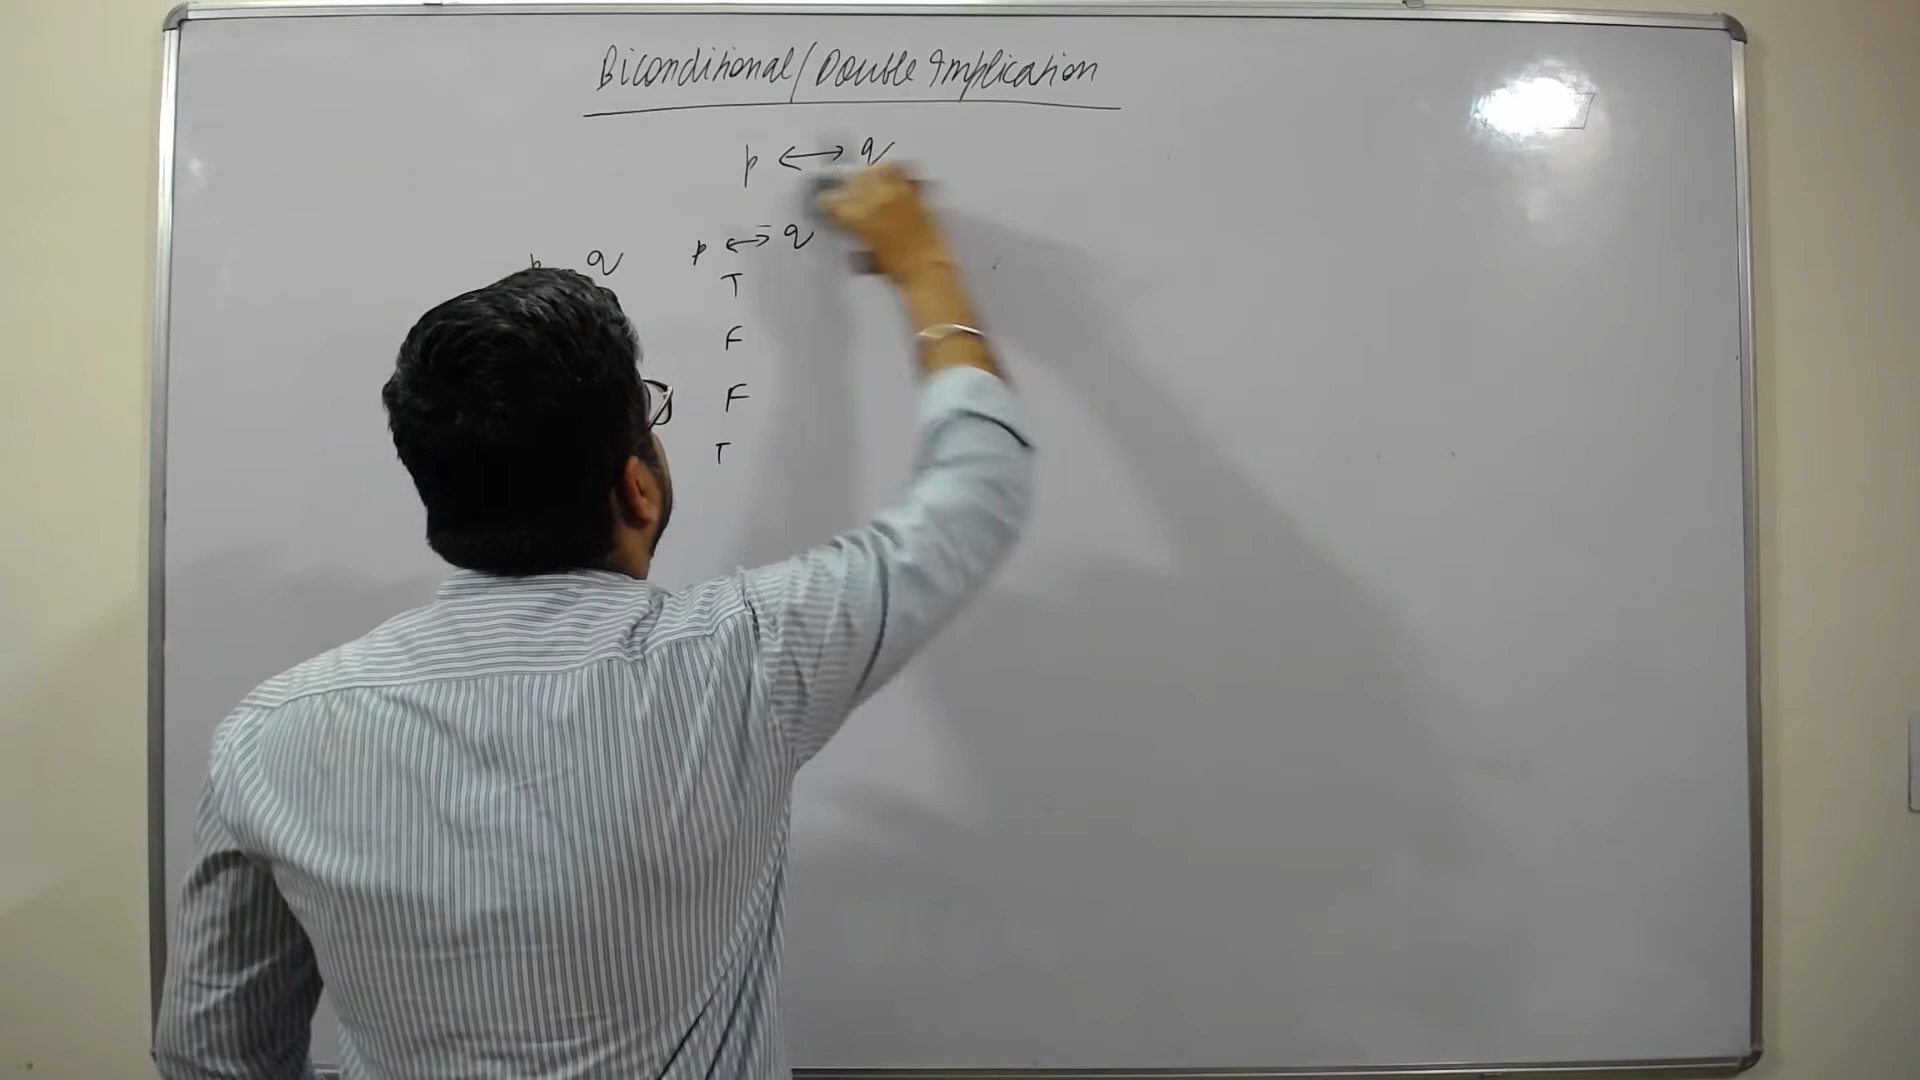 Biconditional/Double Implication
p ↔ q
p q p ↔ q
T
F
F
T